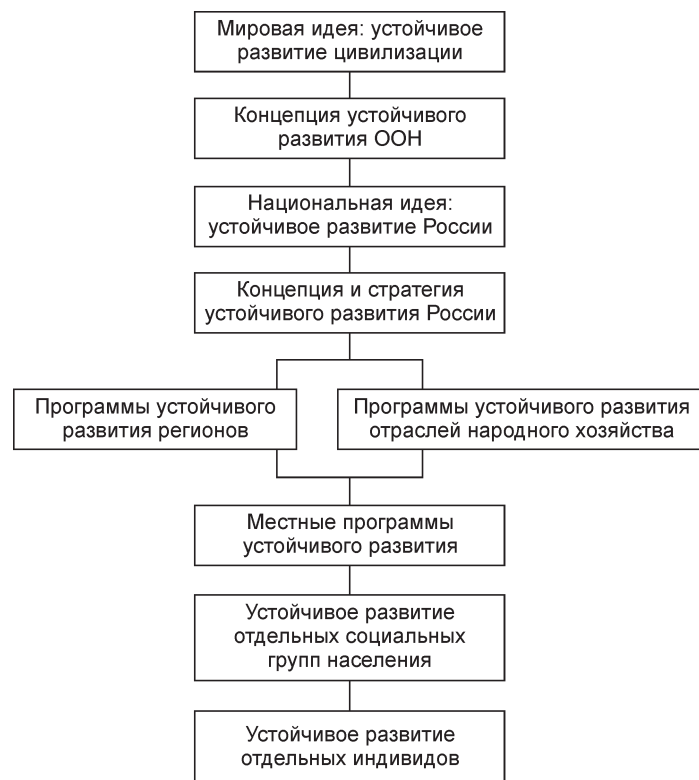 Мировая идея: устойчивое
развитие цивилизации
Концепция устойчивого
развития ООН
Национальная идея:
устойчивое развитие России
Концепция и стратегия
устойчивого развития России
Программы устойчивого
развития регионов
Программы устойчивого развития
отраслей народного хозяйства
Местные программы
устойчивого развития
Устойчивое развитие
отдельных социальных
групп населения
Устойчивое развитие
отдельных индивидов